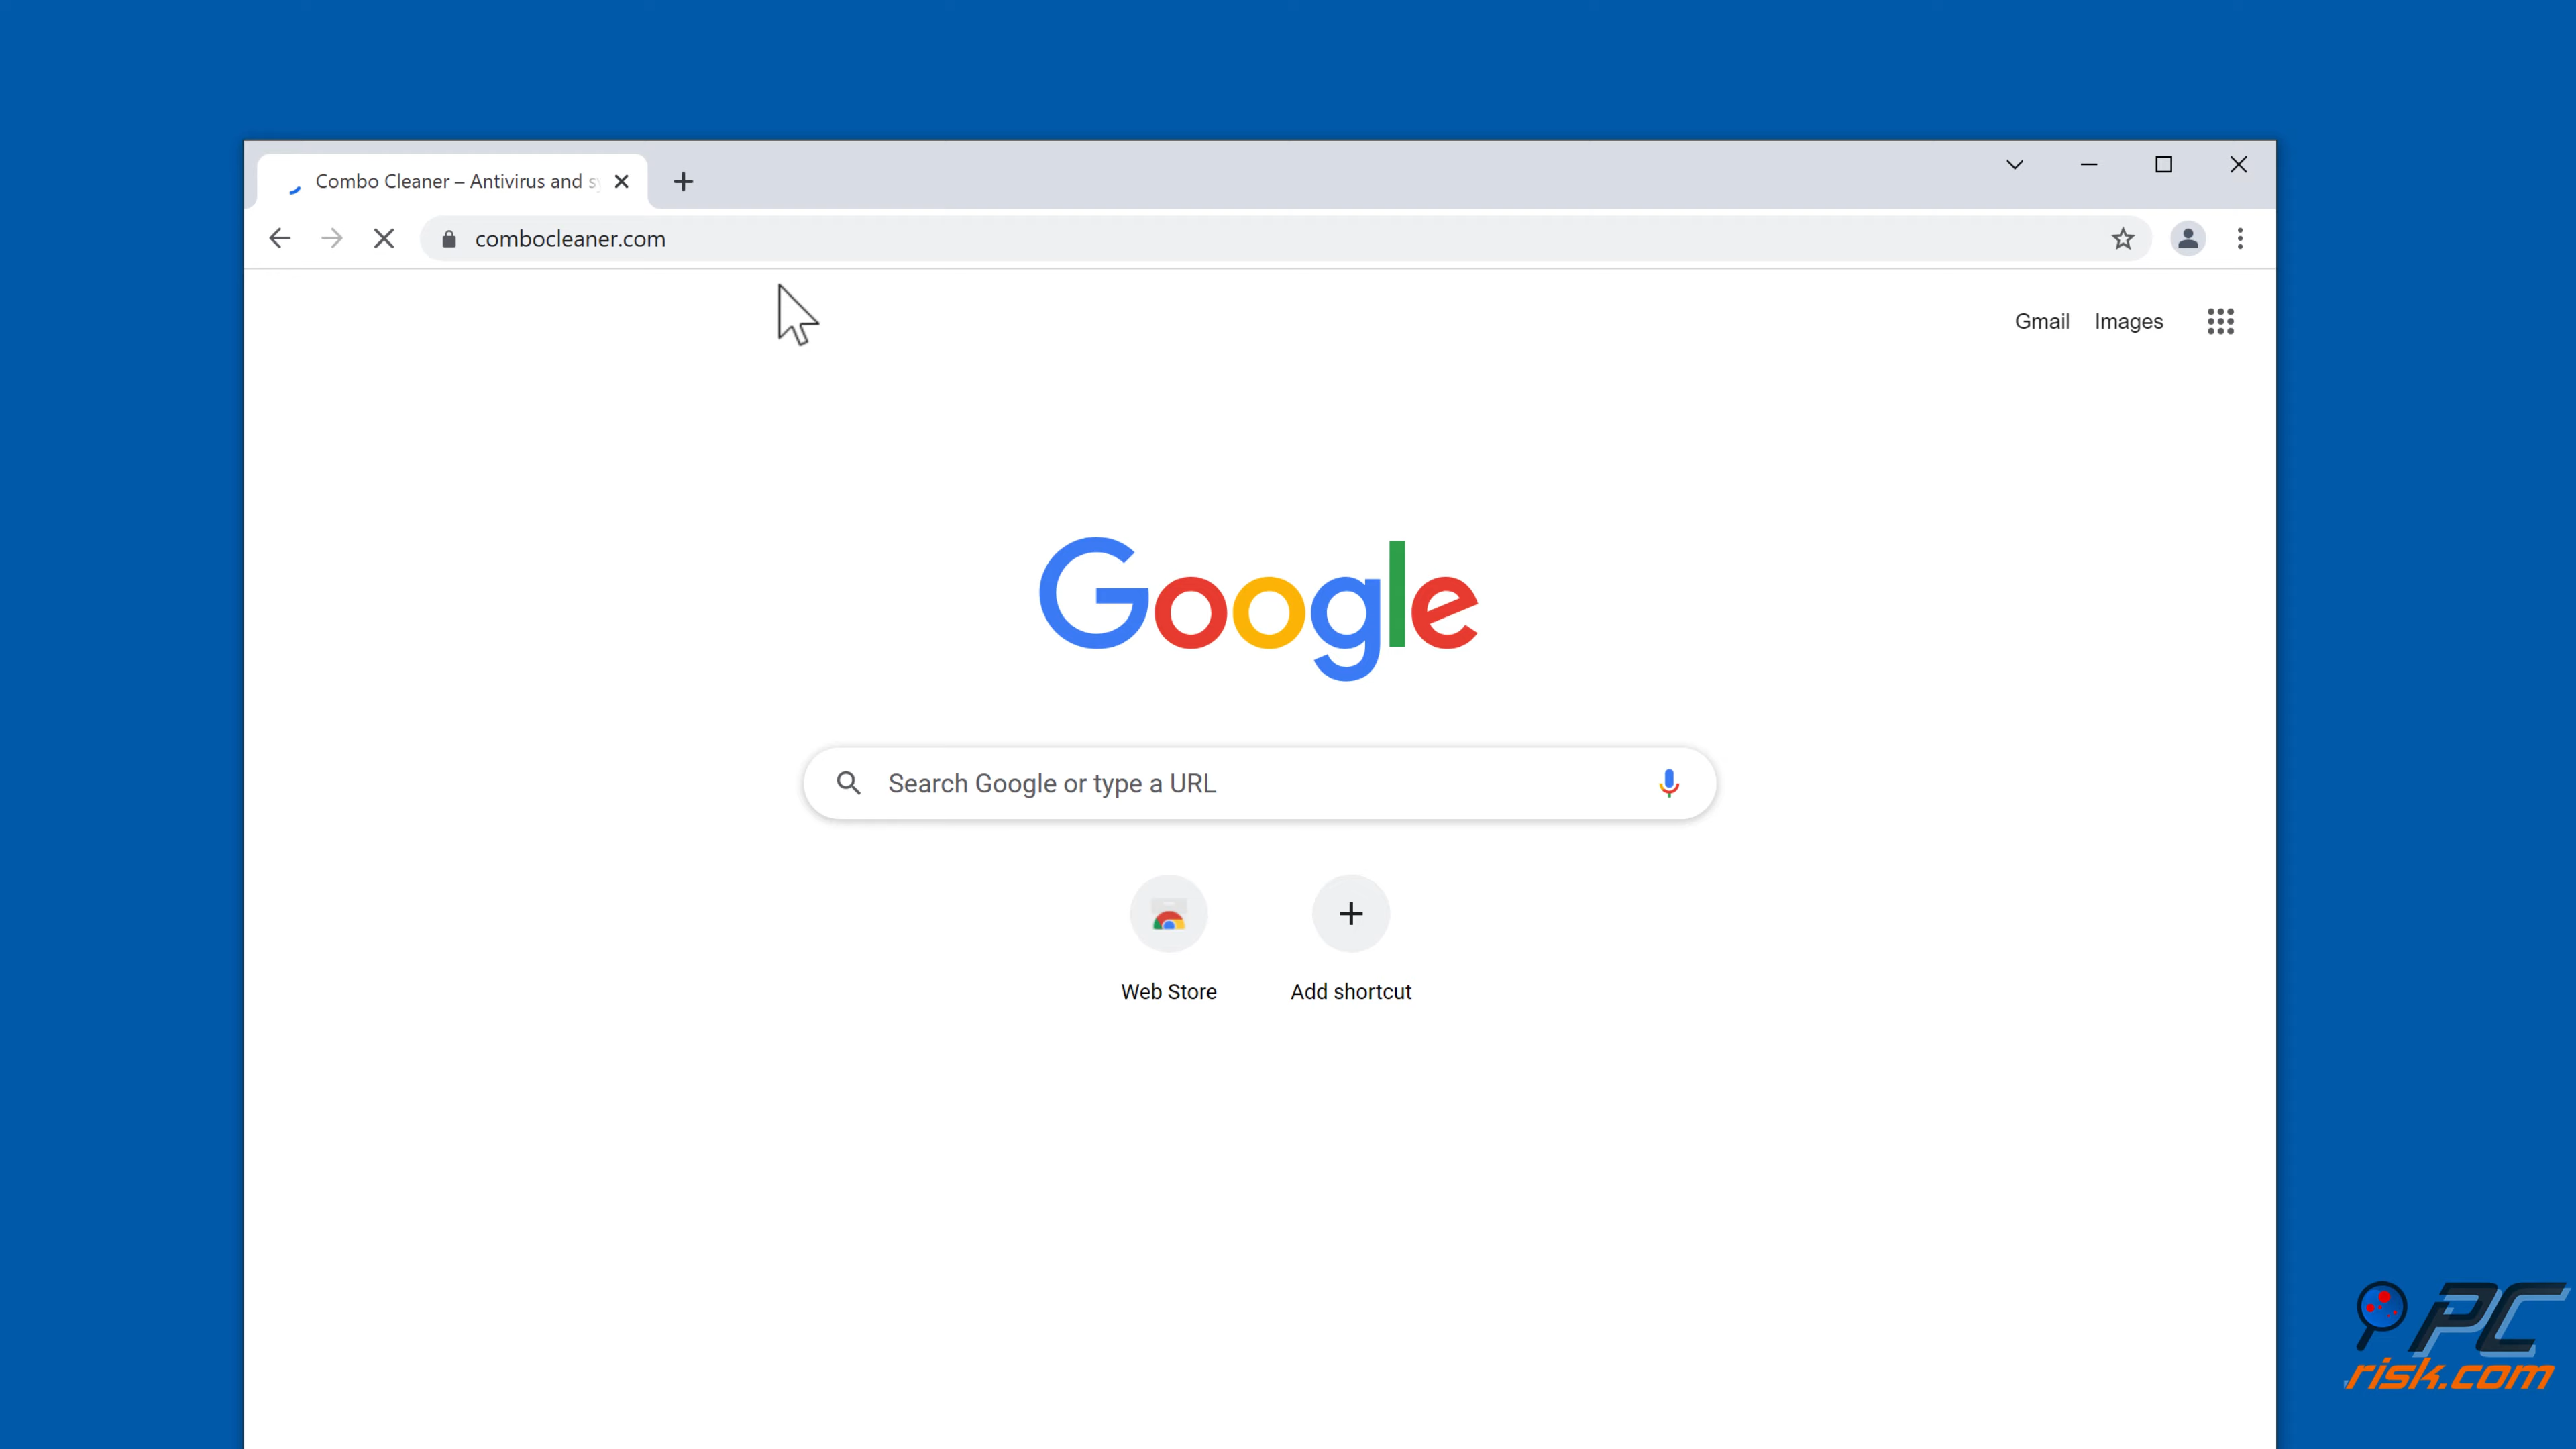 Combo Cleaner – Antivirus and sy
combocleaner.com
Gmail Images
Google
Search Google or type a URL
Web Store Add shortcut
PC
risk.com